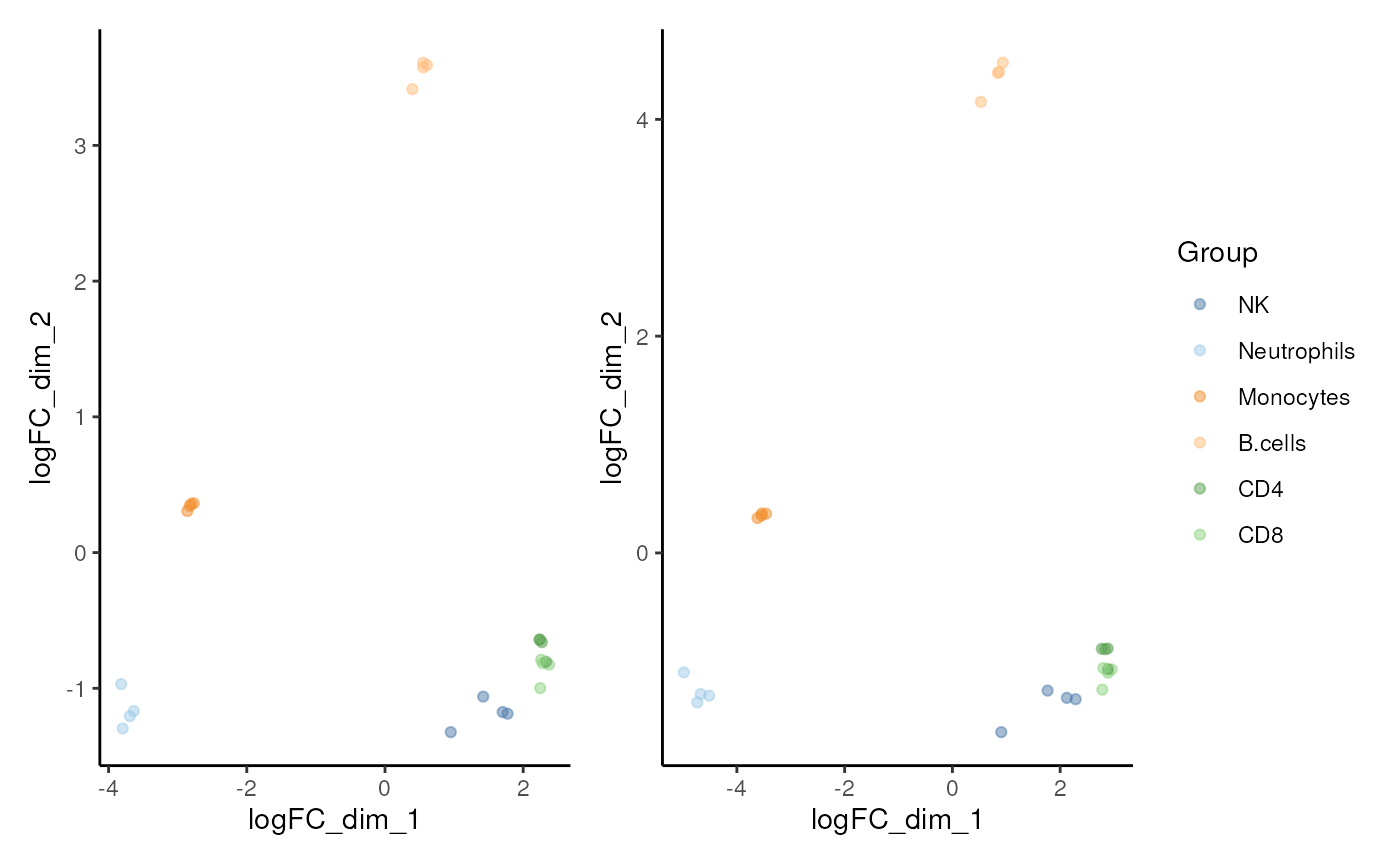 logFC_dim_2
3
2
1
0
-1
-4
-2
0
2
logFC_dim_1
logFC_dim_2
4
2
0
-4
-2
0
2
logFC_dim_1
Group
NK
Neutrophils
Monocytes
B.cells
CD4
CD8